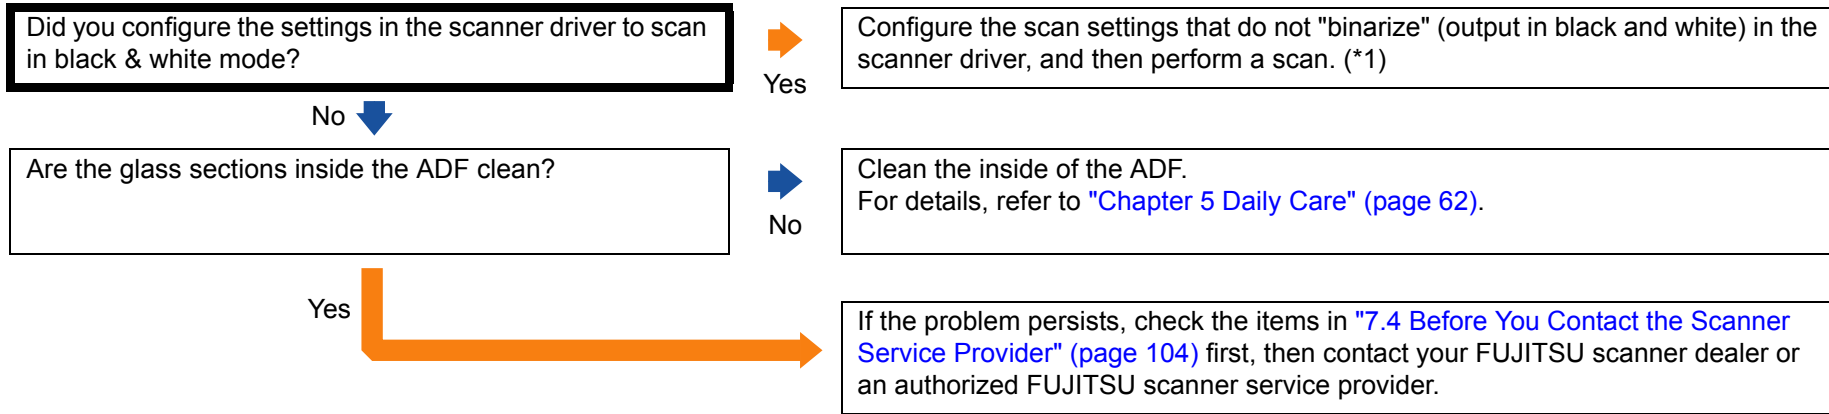 Did you configure the settings in the scanner driver to scan
in black & white mode?
Yes
Configure the scan settings that do not "binarize" (output in black and white) in the
scanner driver, and then perform a scan. (*1)
No
Are the glass sections inside the ADF clean?
No
Clean the inside of the ADF.
For details, refer to "Chapter 5 Daily Care" (page 62).
Yes
If the problem persists, check the items in "7.4 Before You Contact the Scanner
Service Provider" (page 104) first, then contact your FUJITSU scanner dealer or
an authorized FUJITSU scanner service provider.